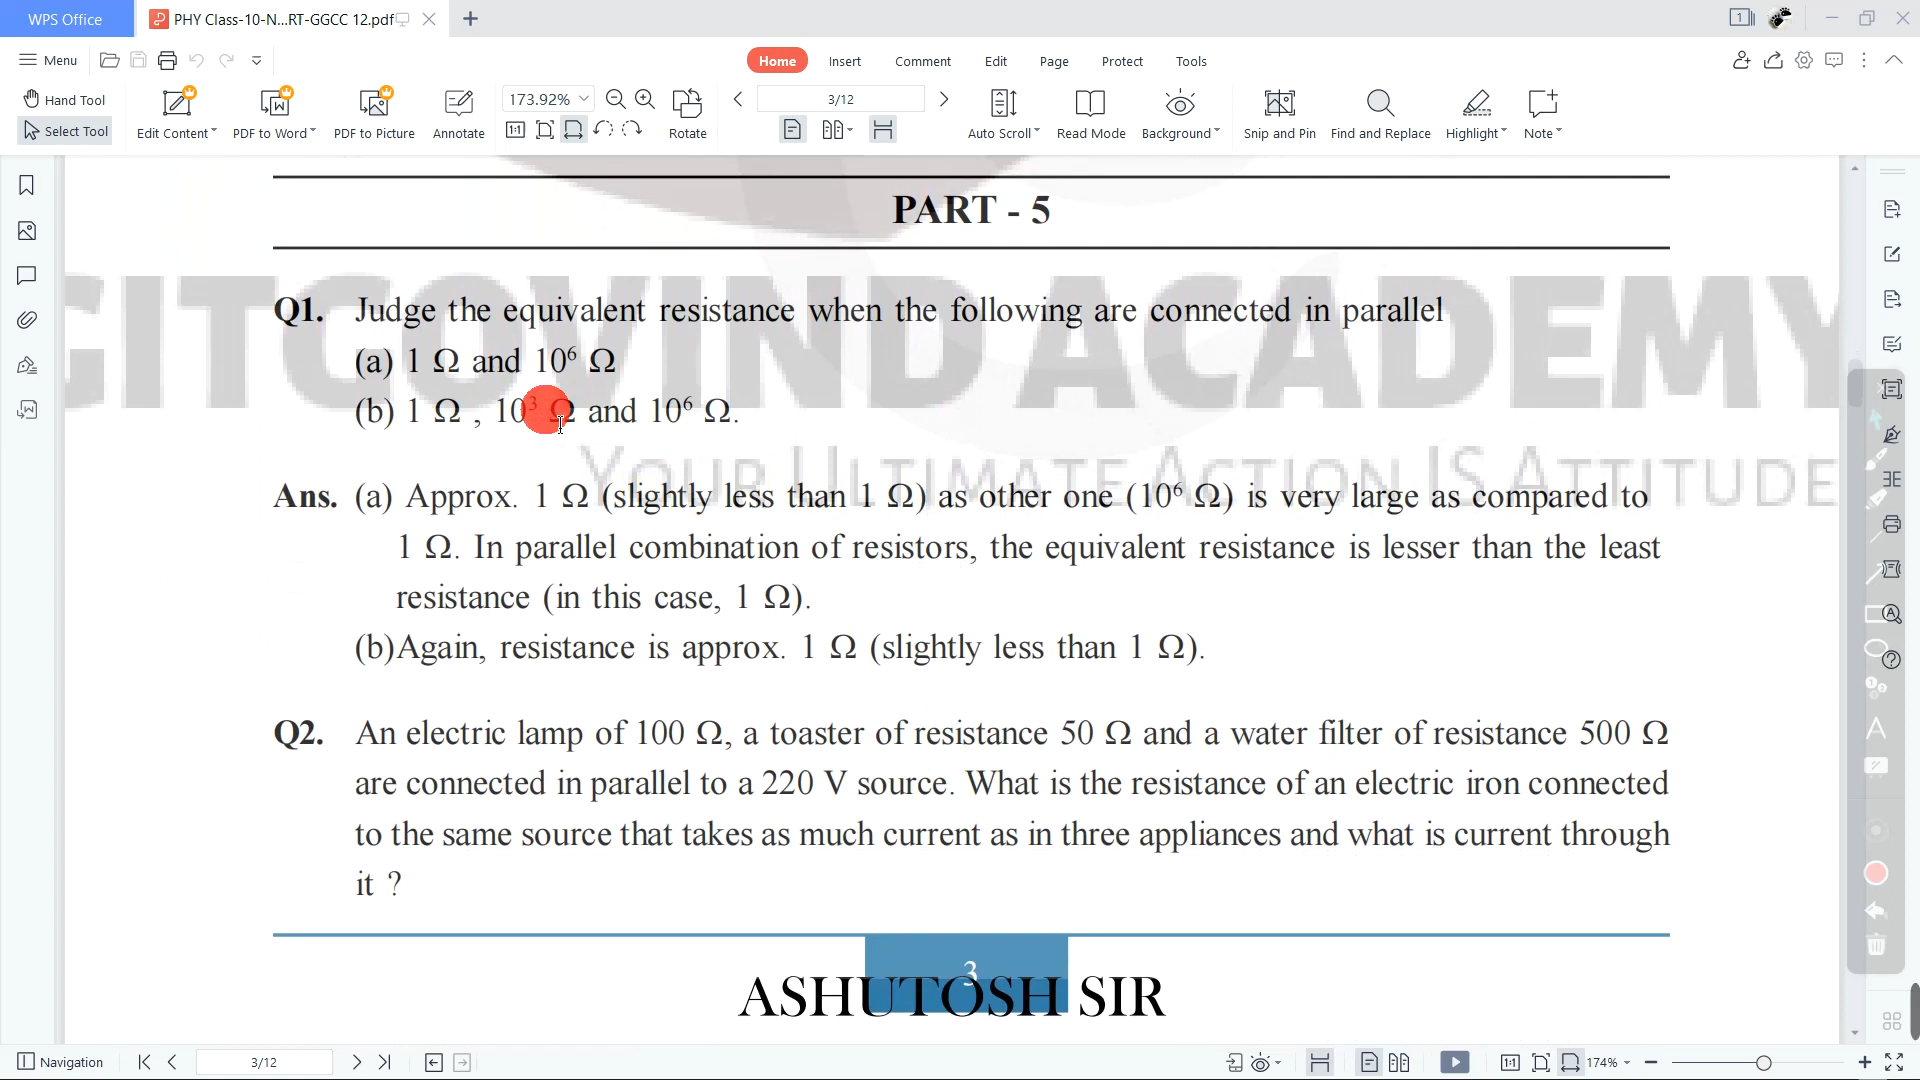 WPS Office
PHY Class-10-N...RT-GGCC 12.pdf
1
Menu
Home
Insert
Comment
Edit
Page
Protect
Tools
Hand Tool
Select Tool
Edit Content
PDF to Word
PDF to Picture
Annotate
173.92%
Rotate
3/12
Auto Scroll
Read Mode
Background
Snip and Pin
Find and Replace
Highlight
Note
PART - 5
GITGOVIND ACADEMY
YOUR ULTIMATE ACTION IS ATTITUDE
Q1. Judge the equivalent resistance when the following are connected in parallel
(a) 1 Ω and 10⁶ Ω
(b) 1 Ω , 10³ Ω and 10⁶ Ω.
Ans. (a) Approx. 1 Ω (slightly less than 1 Ω) as other one (10⁶ Ω) is very large as compared to
1 Ω. In parallel combination of resistors, the equivalent resistance is lesser than the least
resistance (in this case, 1 Ω).
(b)Again, resistance is approx. 1 Ω (slightly less than 1 Ω).
Q2. An electric lamp of 100 Ω, a toaster of resistance 50 Ω and a water filter of resistance 500 Ω
are connected in parallel to a 220 V source. What is the resistance of an electric iron connected
to the same source that takes as much current as in three appliances and what is current through
it ?
3
ASHUTOSH SIR
Navigation
3/12
174%